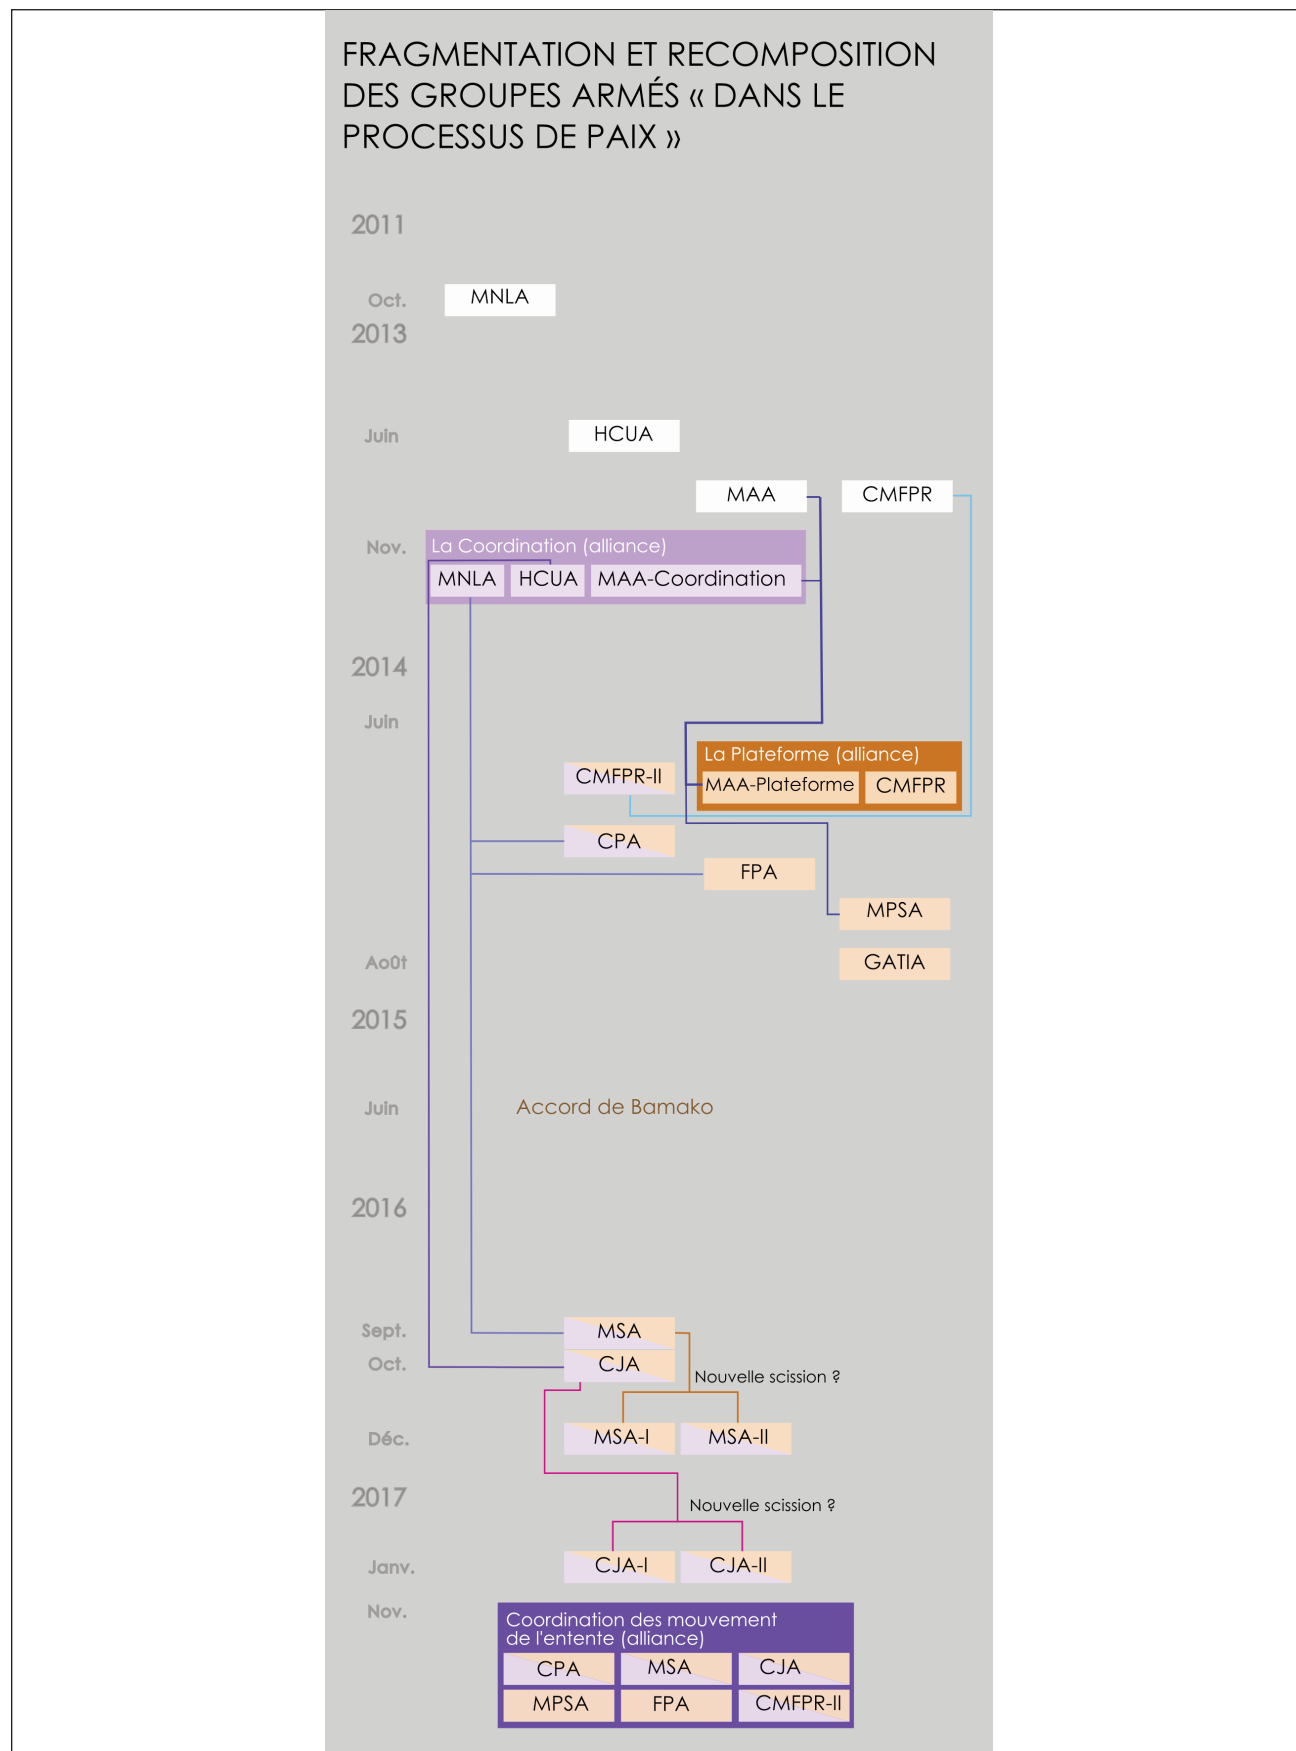 FRAGMENTATION ET RECOMPOSITION
DES GROUPES ARMÉS « DANS LE
PROCESSUS DE PAIX »
2011
Oct.
MNLA
2013
Juin
HCUA
MAA
CMFPR
Nov.
La Coordination (alliance)
MNLA
HCUA
MAA-Coordination
2014
Juin
La Plateforme (alliance)
CMFPR-II
MAA-Plateforme
CMFPR
CPA
FPA
MPSA
Août
GATIA
2015
Juin
Accord de Bamako
2016
Sept.
MSA
Oct.
CJA
Nouvelle scission ?
Déc.
MSA-I
MSA-II
2017
Nouvelle scission ?
Janv.
CJA-I
CJA-II
Nov.
Coordination des mouvement
de l'entente (alliance)
CPA
MSA
CJA
MPSA
FPA
CMFPR-II